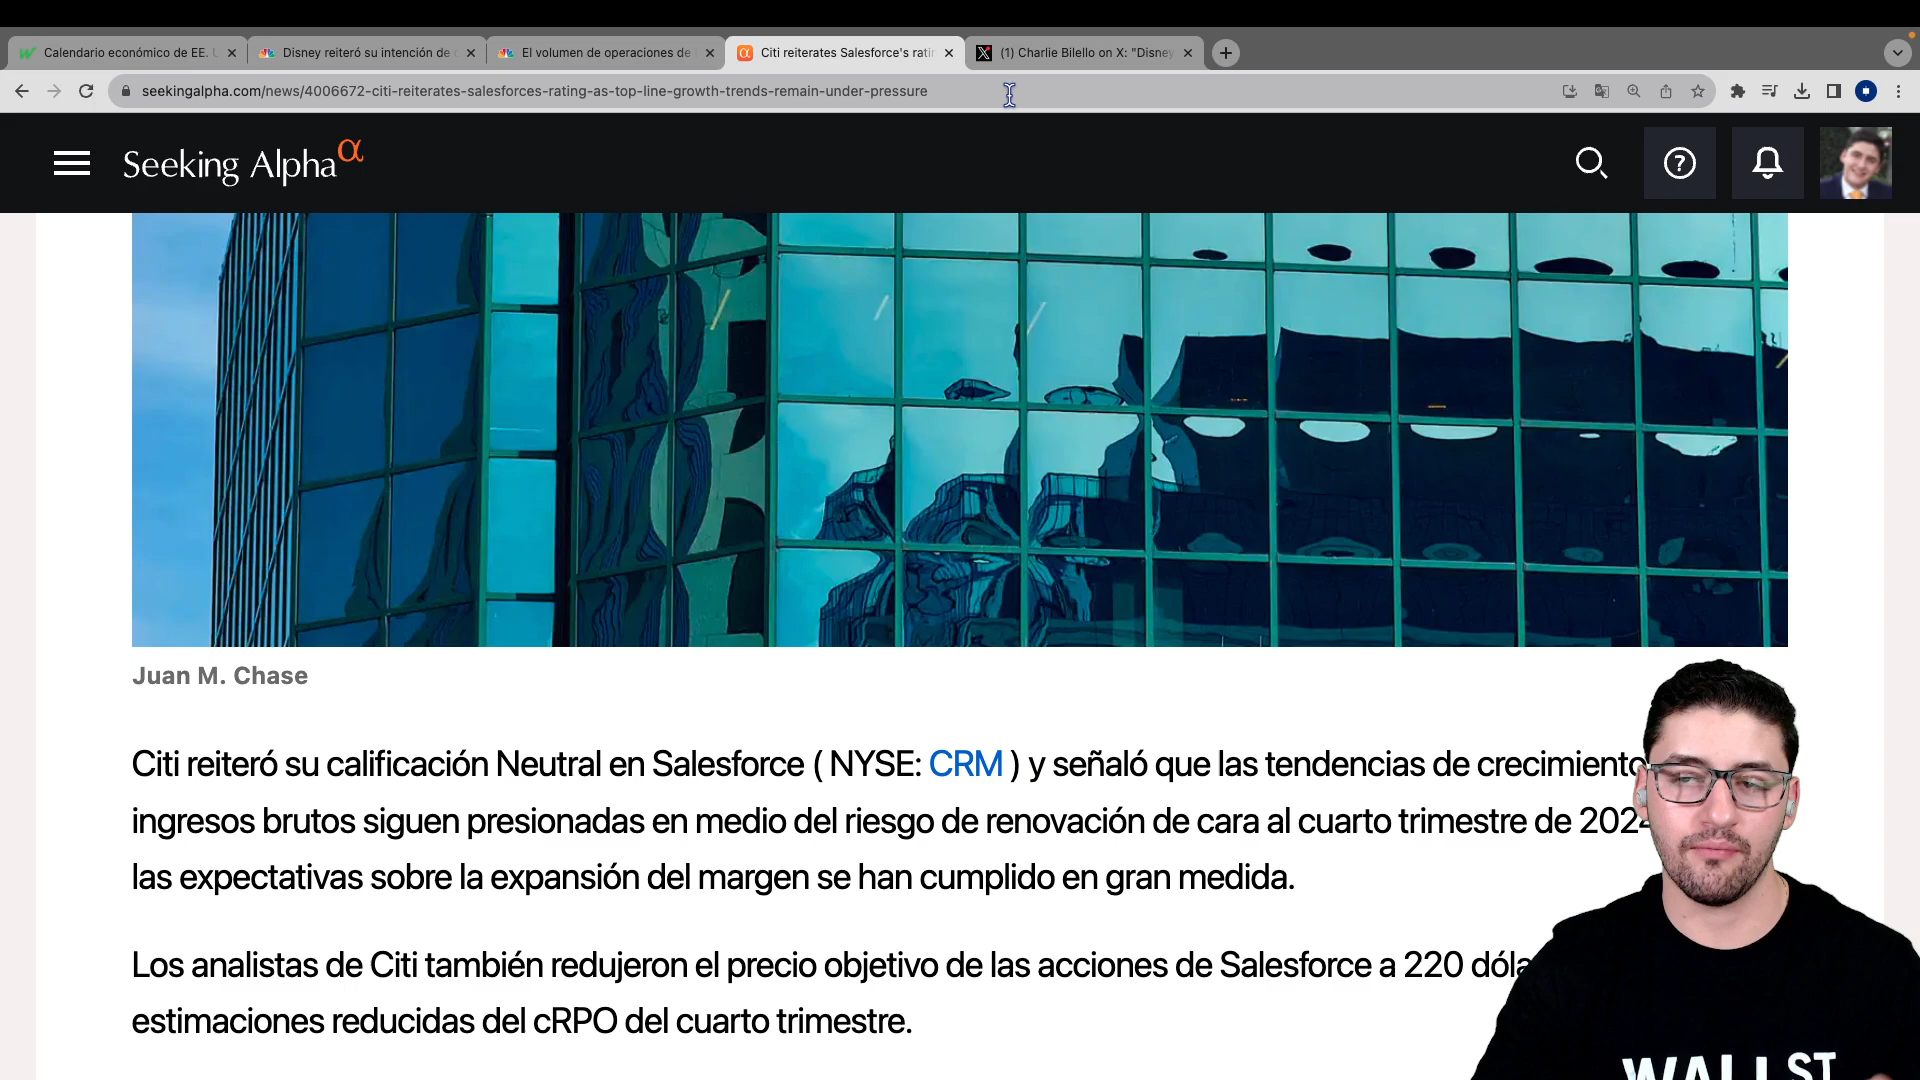 Calendario económico de EE. U
Disney reiteró su intención de c
El volumen de operaciones de
Citi reiterates Salesforce's ratin
(1) Charlie Bilello on X: "Disney
seekingalpha.com/news/4006672-citi-reiterates-salesforces-rating-as-top-line-growth-trends-remain-under-pressure
Seeking Alpha α
Juan M. Chase
Citi reiteró su calificación Neutral en Salesforce ( NYSE: CRM ) y señaló que las tendencias de crecimiento
ingresos brutos siguen presionadas en medio del riesgo de renovación de cara al cuarto trimestre de 2024
las expectativas sobre la expansión del margen se han cumplido en gran medida.
Los analistas de Citi también redujeron el precio objetivo de las acciones de Salesforce a 220 dóla
estimaciones reducidas del cRPO del cuarto trimestre.
WALL ST